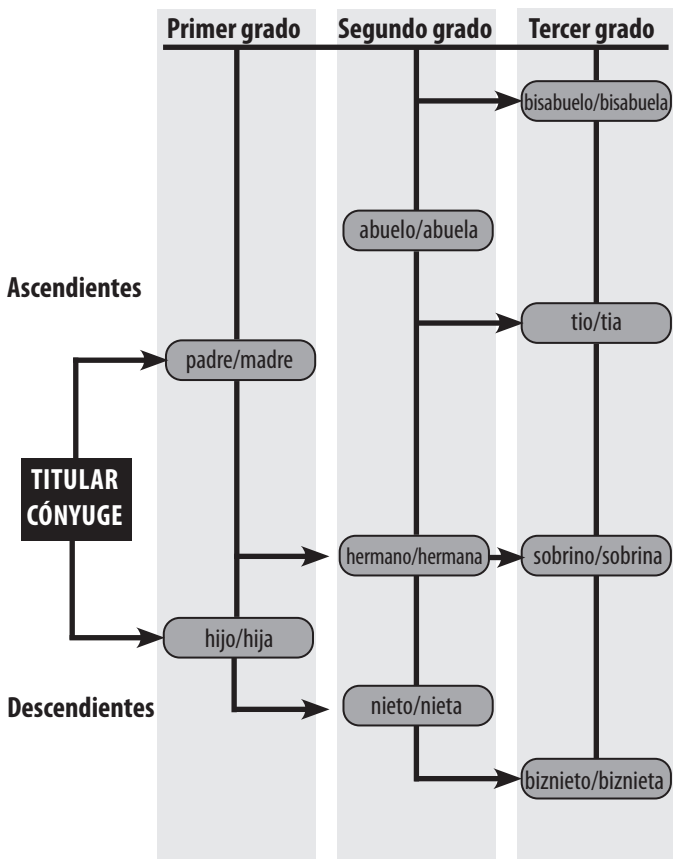 Primer grado
Segundo grado
Tercer grado
bisabuelo/bisabuela
abuelo/abuela
Ascendientes
tio/tia
padre/madre
TITULAR
CÓNYUGE
hermano/hermana
sobrino/sobrina
hijo/hija
Descendientes
nieto/nieta
biznieto/biznieta